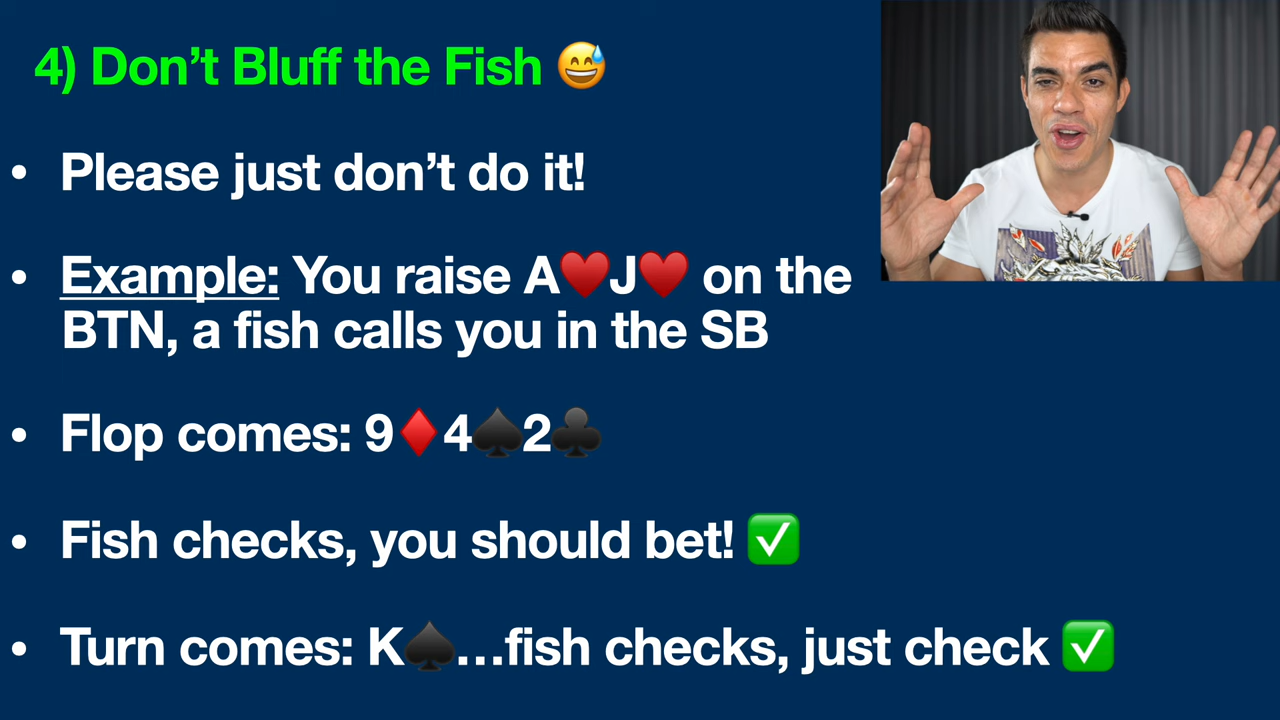 4) Don’t Bluff the Fish 😅
• Please just don’t do it!
• Example: You raise A♥️J♥️ on the
BTN, a fish calls you in the SB
• Flop comes: 9♦️4♠️2♣️
• Fish checks, you should bet! ✅
• Turn comes: K♠️…fish checks, just check ✅